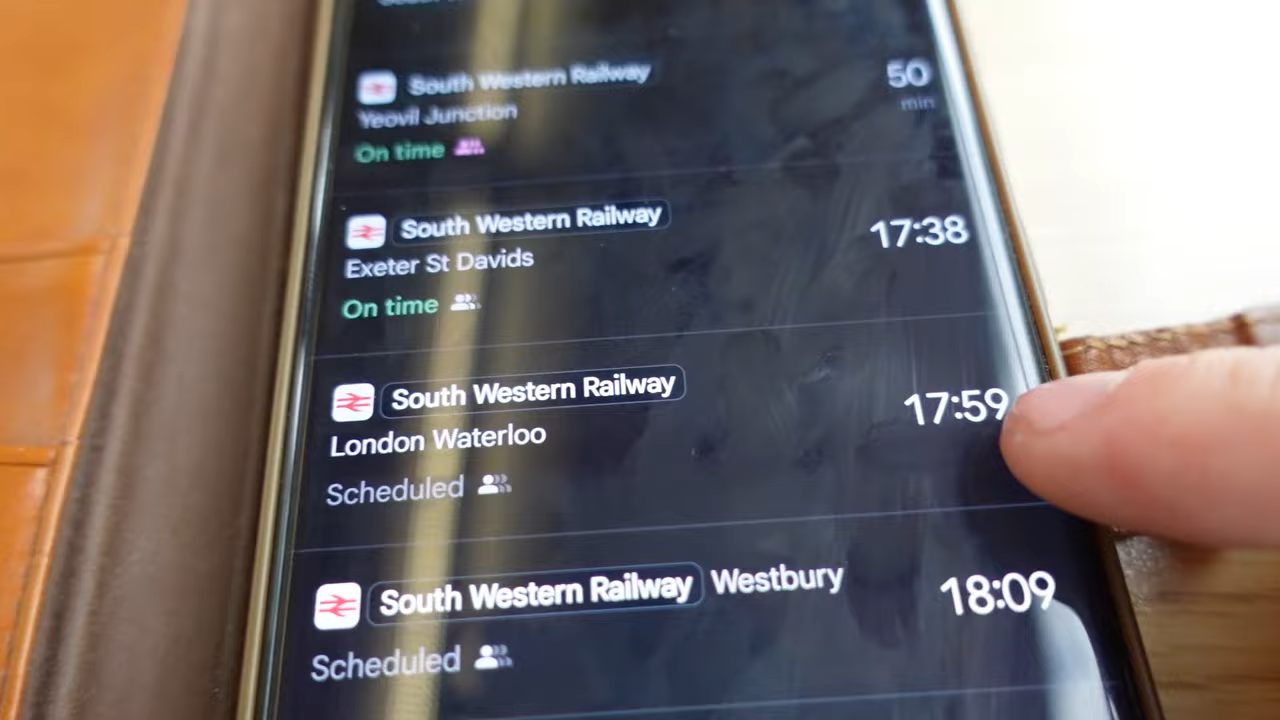 South Western Railway
50
Yeovil Junction
min
On time
South Western Railway
17:38
Exeter St Davids
On time
South Western Railway
17:59
London Waterloo
Scheduled
South Western Railway Westbury
18:09
Scheduled